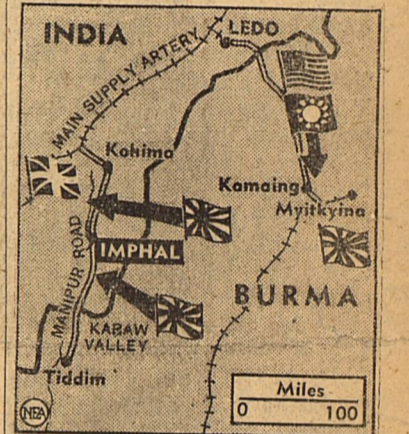 INDIA
LEDO
MAIN SUPPLY ARTERY
Kohima
Kamaing
Myitkyina
IMPHAL
MANIPUR ROAD
BURMA
KABAW
VALLEY
Tiddim
Miles
0 100
NEA